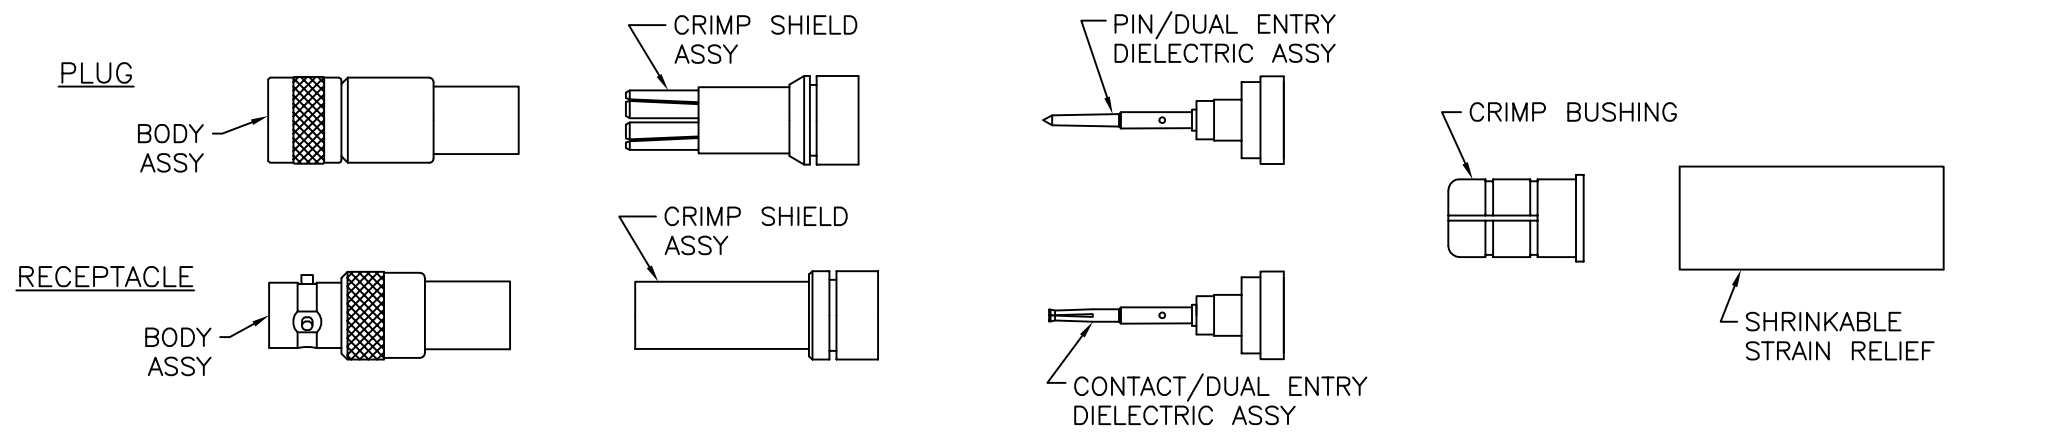 PLUG
BODY
ASSY
CRIMP SHIELD
ASSY
PIN/DUAL ENTRY
DIELECTRIC ASSY
CRIMP BUSHING
RECEPTACLE
BODY
ASSY
CRIMP SHIELD
ASSY
CONTACT/DUAL ENTRY
DIELECTRIC ASSY
SHRINKABLE
STRAIN RELIEF